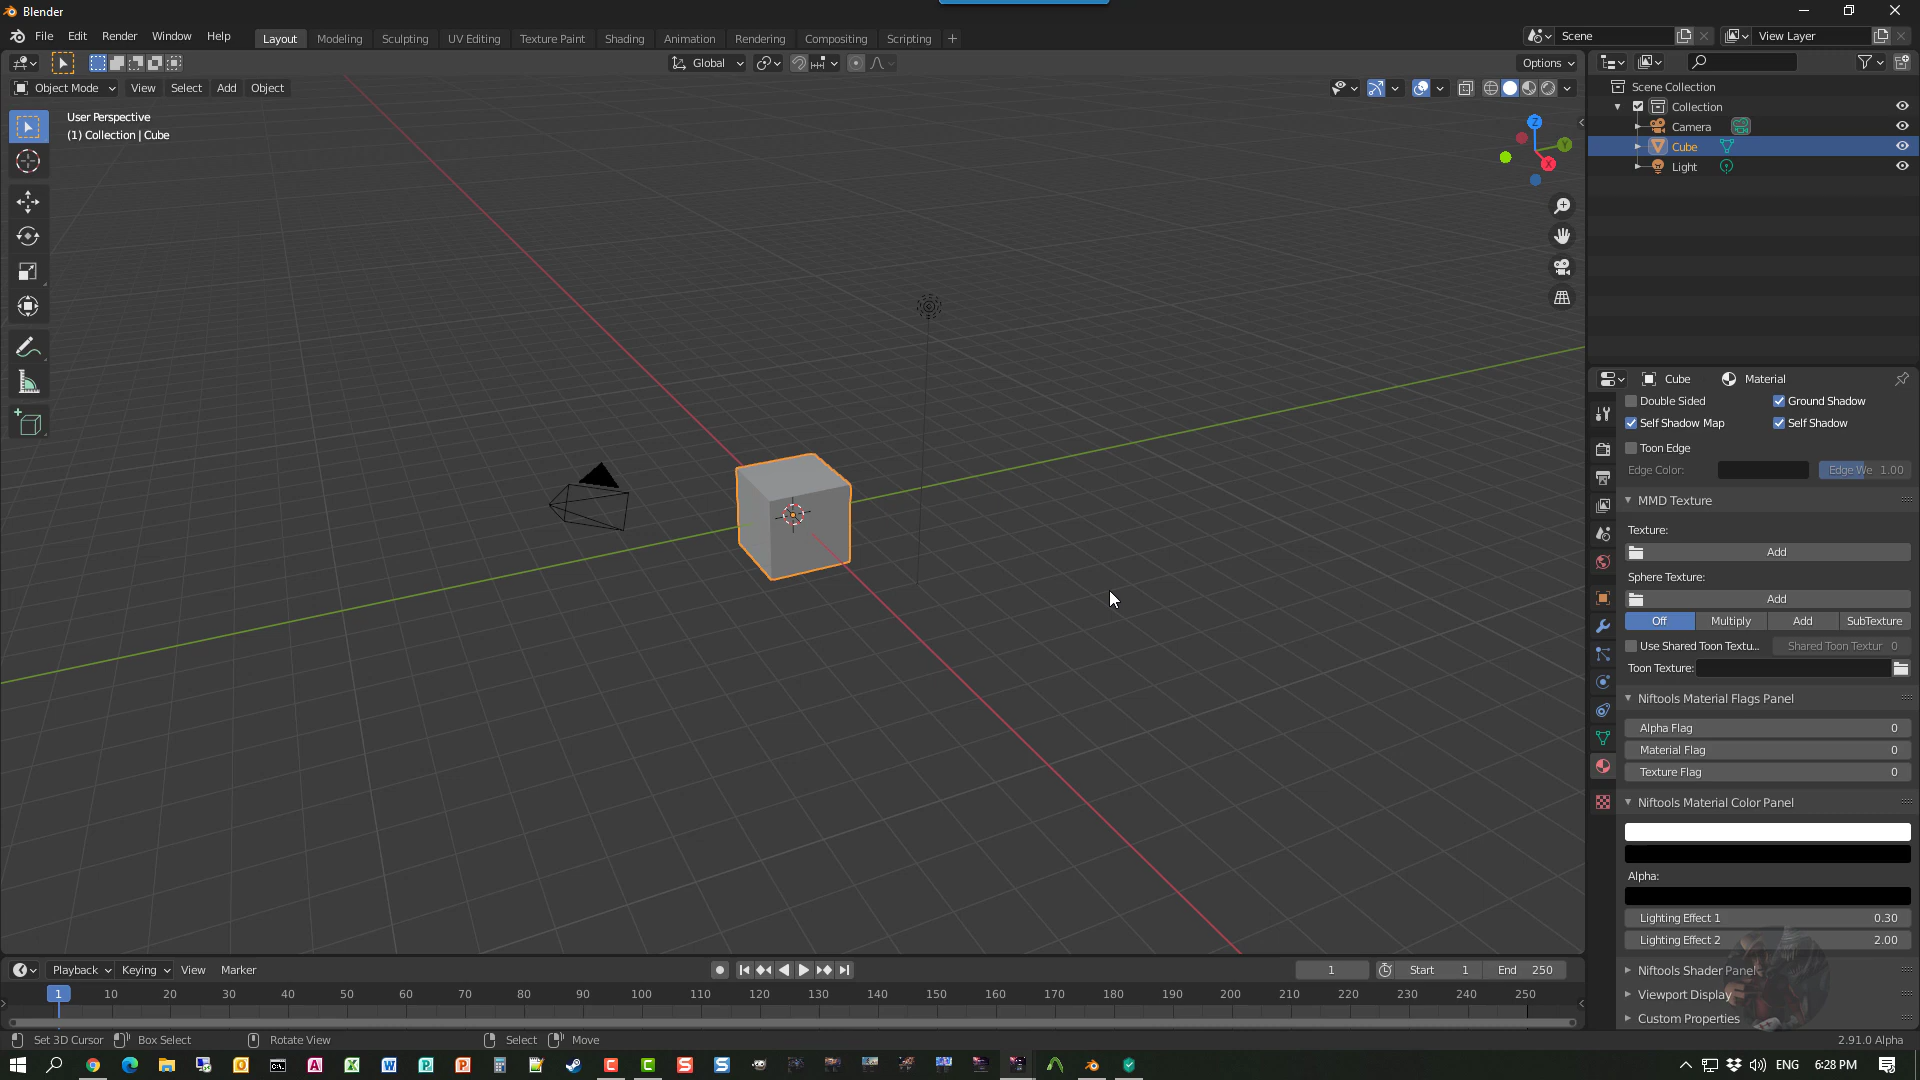 Blender
File Edit Render Window Help
Layout Modeling Sculpting UV Editing Texture Paint Shading Animation Rendering Compositing Scripting +
Scene
View Layer
Global
Options
Object Mode View Select Add Object
User Perspective
(1) Collection | Cube
Z
Y
X
Scene Collection
Collection
Camera
Cube
Light
Cube Material
Double Sided Ground Shadow
Self Shadow Map Self Shadow
Toon Edge
Edge Color: Edge We 1.00
MMD Texture
Texture:
Add
Sphere Texture:
Add
Off Multiply Add SubTexture
Use Shared Toon Textu... Shared Toon Textur 0
Toon Texture:
Niftools Material Flags Panel
Alpha Flag 0
Material Flag 0
Texture Flag 0
Niftools Material Color Panel
Alpha:
Lighting Effect 1 0.30
Lighting Effect 2 2.00
Niftools Shader Panel
Viewport Display
Custom Properties
Playback Keying View Marker
1 Start 1 End 250
1 10 20 30 40 50 60 70 80 90 100 110 120 130 140 150 160 170 180 190 200 210 220 230 240 250
Set 3D Cursor Box Select Rotate View Select Move
2.91.0 Alpha
ENG 6:28 PM